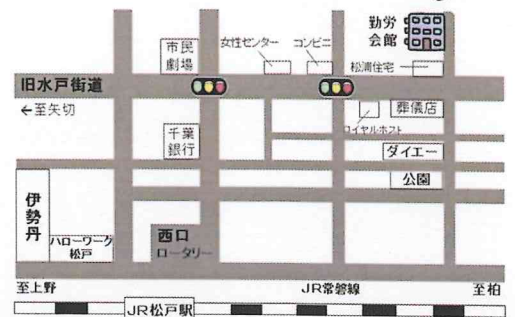 勤労
会館
市民
劇場
女性センター
コンビニ
松浦住宅
旧水戸街道
←至矢切
葬儀店
ロイヤルホスト
千葉
銀行
ダイエー
公園
伊勢丹
ハローワーク
松戸
西口
ロータリー
至上野
JR常磐線
至柏
JR松戸駅